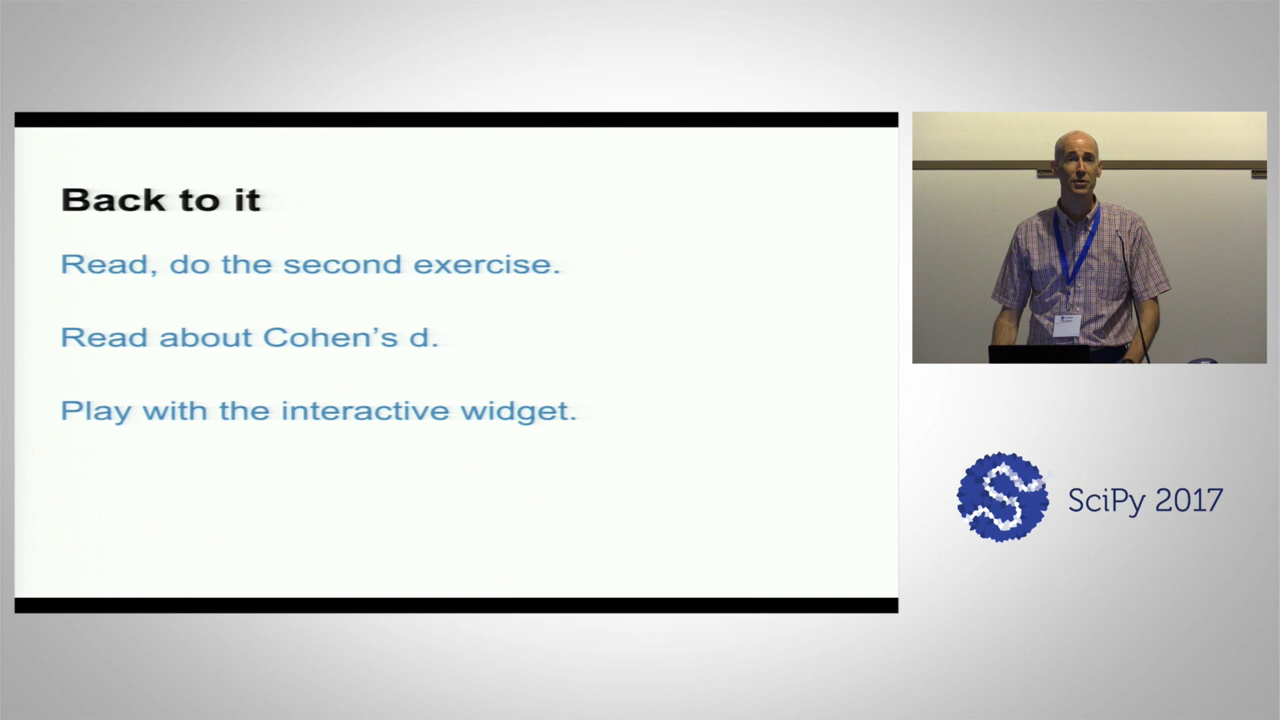 Back to it
Read, do the second exercise.
Read about Cohen’s d.
Play with the interactive widget.
SciPy 2017